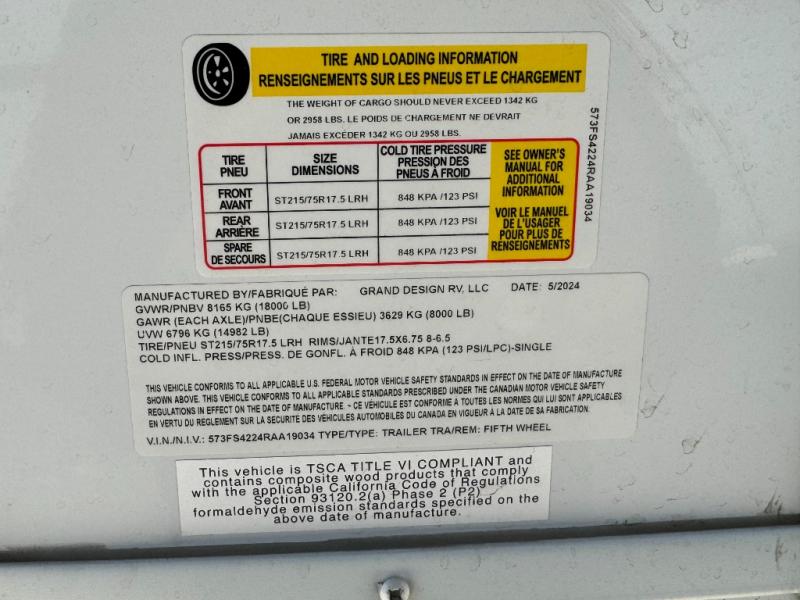 TIRE AND LOADING INFORMATION
RENSEIGNEMENTS SUR LES PNEUS ET LE CHARGEMENT
THE WEIGHT OF CARGO SHOULD NEVER EXCEED 1342 KG
OR 2958 LBS. LE POIDS DE CHARGEMENT NE DEVRAIT
JAMAIS EXCÉDER 1342 KG OU 2958 LBS.
TIRE
PNEU
SIZE
DIMENSIONS
COLD TIRE PRESSURE
PRESSION DES
PNEUS À FROID
FRONT
AVANT
ST215/75R17.5 LRH
848 KPA /123 PSI
REAR
ARRIÈRE
ST215/75R17.5 LRH
848 KPA /123 PSI
SPARE
DE SECOURS
ST215/75R17.5 LRH
848 KPA /123 PSI
SEE OWNER'S
MANUAL FOR
ADDITIONAL
INFORMATION
VOIR LE MANUEL
DE L'USAGER
POUR PLUS DE
RENSEIGNEMENTS
573FS4224RAA19034
MANUFACTURED BY/FABRIQUÉ PAR: GRAND DESIGN RV, LLC DATE: 5/2024
GVWR/PNBV 8165 KG (18000 LB)
GAWR (EACH AXLE)/PNBE(CHAQUE ESSIEU) 3629 KG (8000 LB)
UVW 6796 KG (14982 LB)
TIRE/PNEU ST215/75R17.5 LRH RIMS/JANTE17.5X6.75 8-6.5
COLD INFL. PRESS/PRESS. DE GONFL. À FROID 848 KPA (123 PSI/LPC)-SINGLE
THIS VEHICLE CONFORMS TO ALL APPLICABLE U.S. FEDERAL MOTOR VEHICLE SAFETY STANDARDS IN EFFECT ON THE DATE OF MANUFACTURE
SHOWN ABOVE. THIS VEHICLE CONFORMS TO ALL APPLICABLE STANDARDS PRESCRIBED UNDER THE CANADIAN MOTOR VEHICLE SAFETY
REGULATIONS IN EFFECT ON THE DATE OF MANUFACTURE. ~ CE VÉHICULE EST CONFORME À TOUTES LES NORMES QUI LUI SONT APPLICABLES
EN VERTU DU RÈGLEMENT SUR LA SECURITE DES VÉHICULES AUTOMOBILES DU CANADA EN VIGUEUR À LA DATE DE SA FABRICATION.
V.I.N./N.I.V.: 573FS4224RAA19034 TYPE/TYPE: TRAILER TRA/REM: FIFTH WHEEL
This vehicle is TSCA TITLE VI COMPLIANT and
contains composite wood products that comply
with the applicable California Code of Regulations
Section 93120.2(a) Phase 2 (P2)
formaldehyde emission standards specified on the
above date of manufacture.